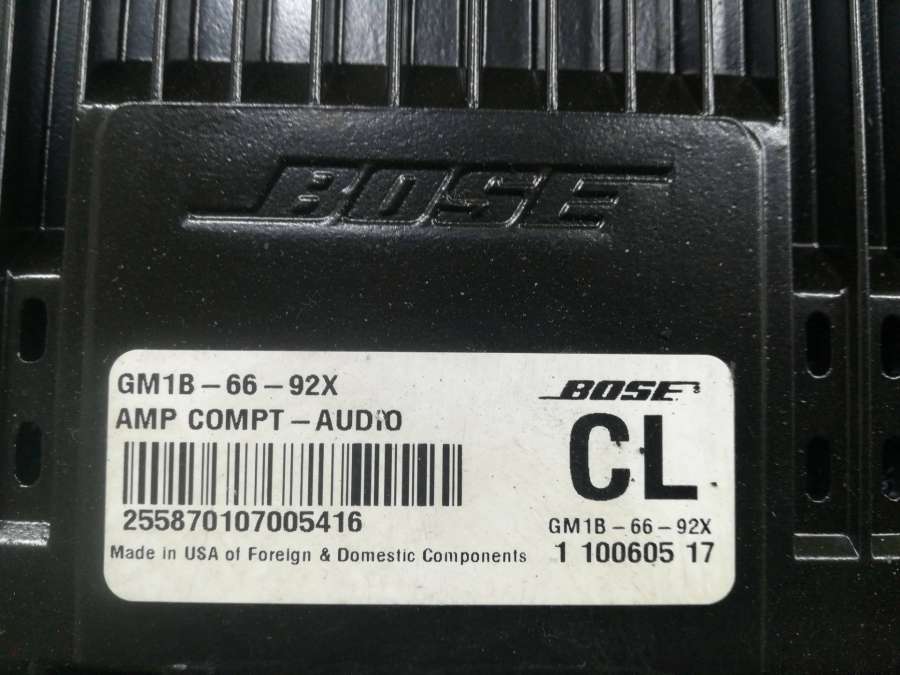 BOSE
GM1B-66-92X
AMP COMPT-AUDIO
255870107005416
Made in USA of Foreign & Domestic Components
BOSE®
CL
GM1B-66-92X
1 100605 17